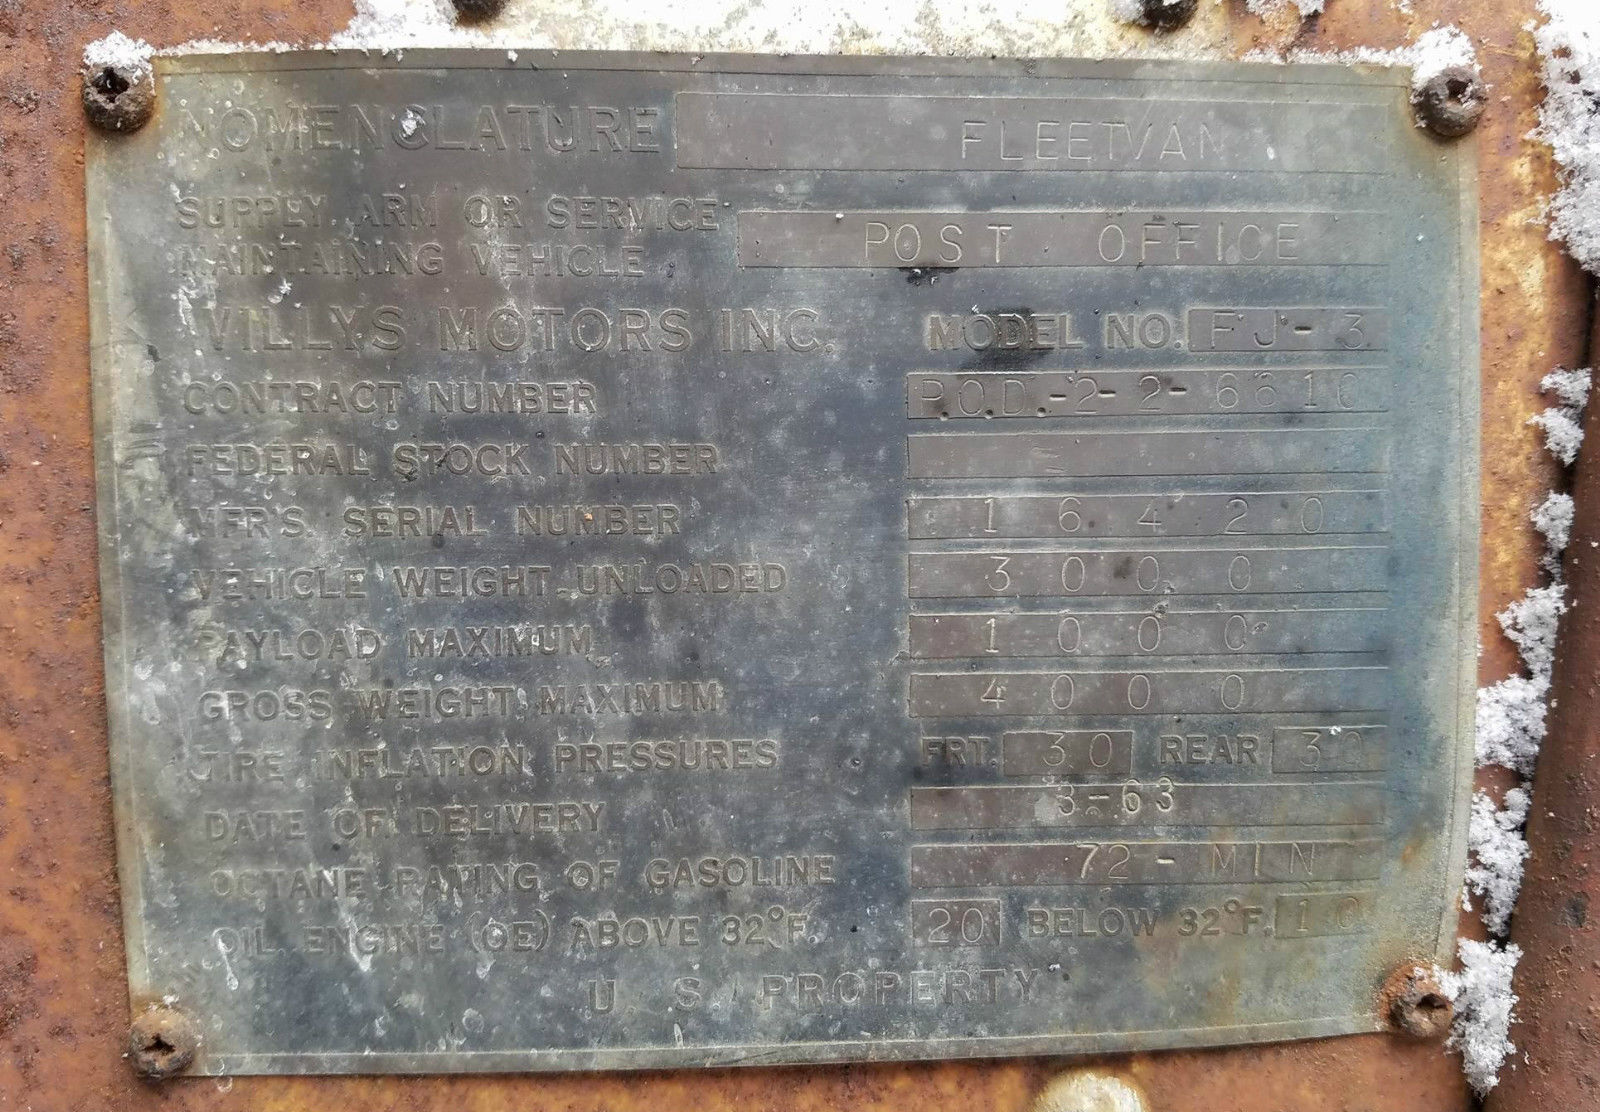 NOMENCLATURE FLEETVAN
SUPPLY ARM OR SERVICE
MAINTAINING VEHICLE POST OFFICE
WILLYS MOTORS INC. MODEL NO. FJ-3
CONTRACT NUMBER P.O.D.-2-2-6610
FEDERAL STOCK NUMBER
MFR'S. SERIAL NUMBER 16420
VEHICLE WEIGHT UNLOADED 3000
PAYLOAD MAXIMUM 1000
GROSS WEIGHT MAXIMUM 4000
TIRE INFLATION PRESSURES FRT. 30 REAR 30
DATE OF DELIVERY 3-63
OCTANE RATING OF GASOLINE 72-MIN
OIL ENGINE (OE) ABOVE 32°F. 20 BELOW 32°F. 10
U S PROPERTY